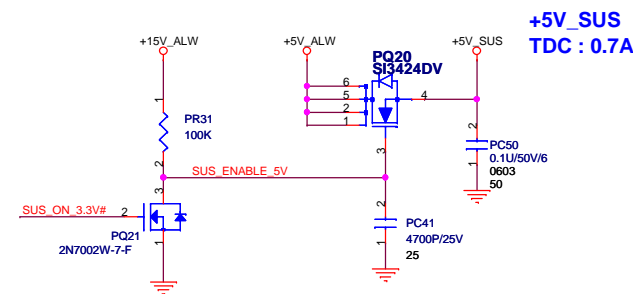 +5V_SUS
TDC : 0.7A
+15V_ALW
+5V_ALW
+5V_SUS
PQ20
SI3424DV
6
5
2
1
4
3
1
PR31
100K
2
SUS_ENABLE_5V
2
PC50
0.1U/50V/6
0603
50
1
SUS_ON_3.3V#
2
3
1
PQ21
2N7002W-7-F
2
PC41
4700P/25V
25
1